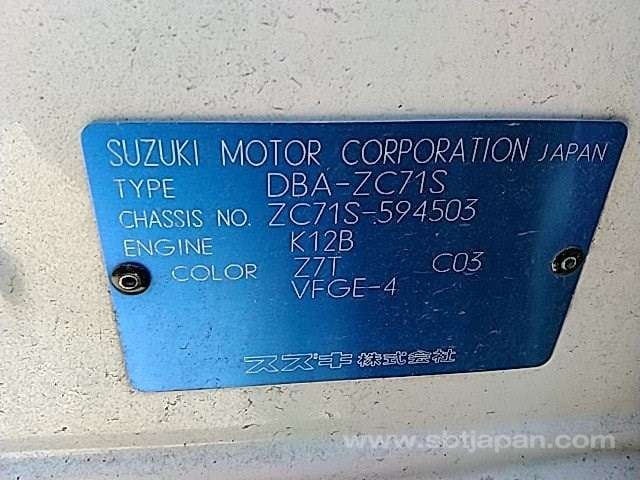 SUZUKI MOTOR CORPORATION JAPAN
TYPE DBA-ZC71S
CHASSIS NO. ZC71S-594503
ENGINE K12B
COLOR Z7T C03
VFGE-4
スズキ株式会社
www.sbtjapan.com